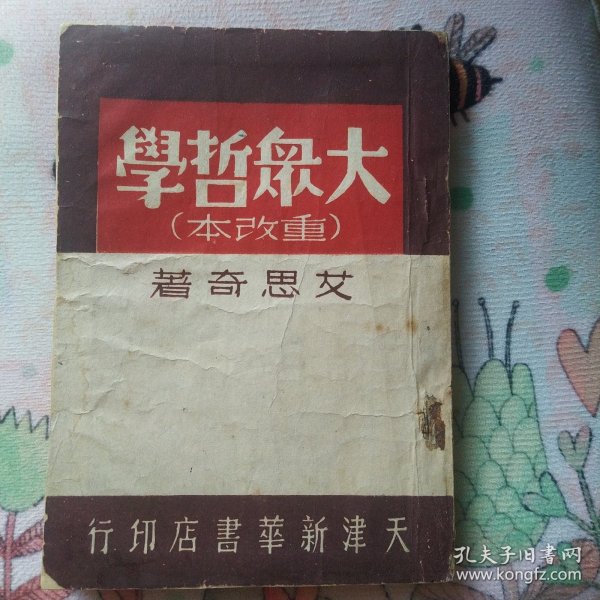 大眾哲學
（重改本）
艾思奇著
天津新華書店印行
孔夫子旧书网
www.kongfz.com